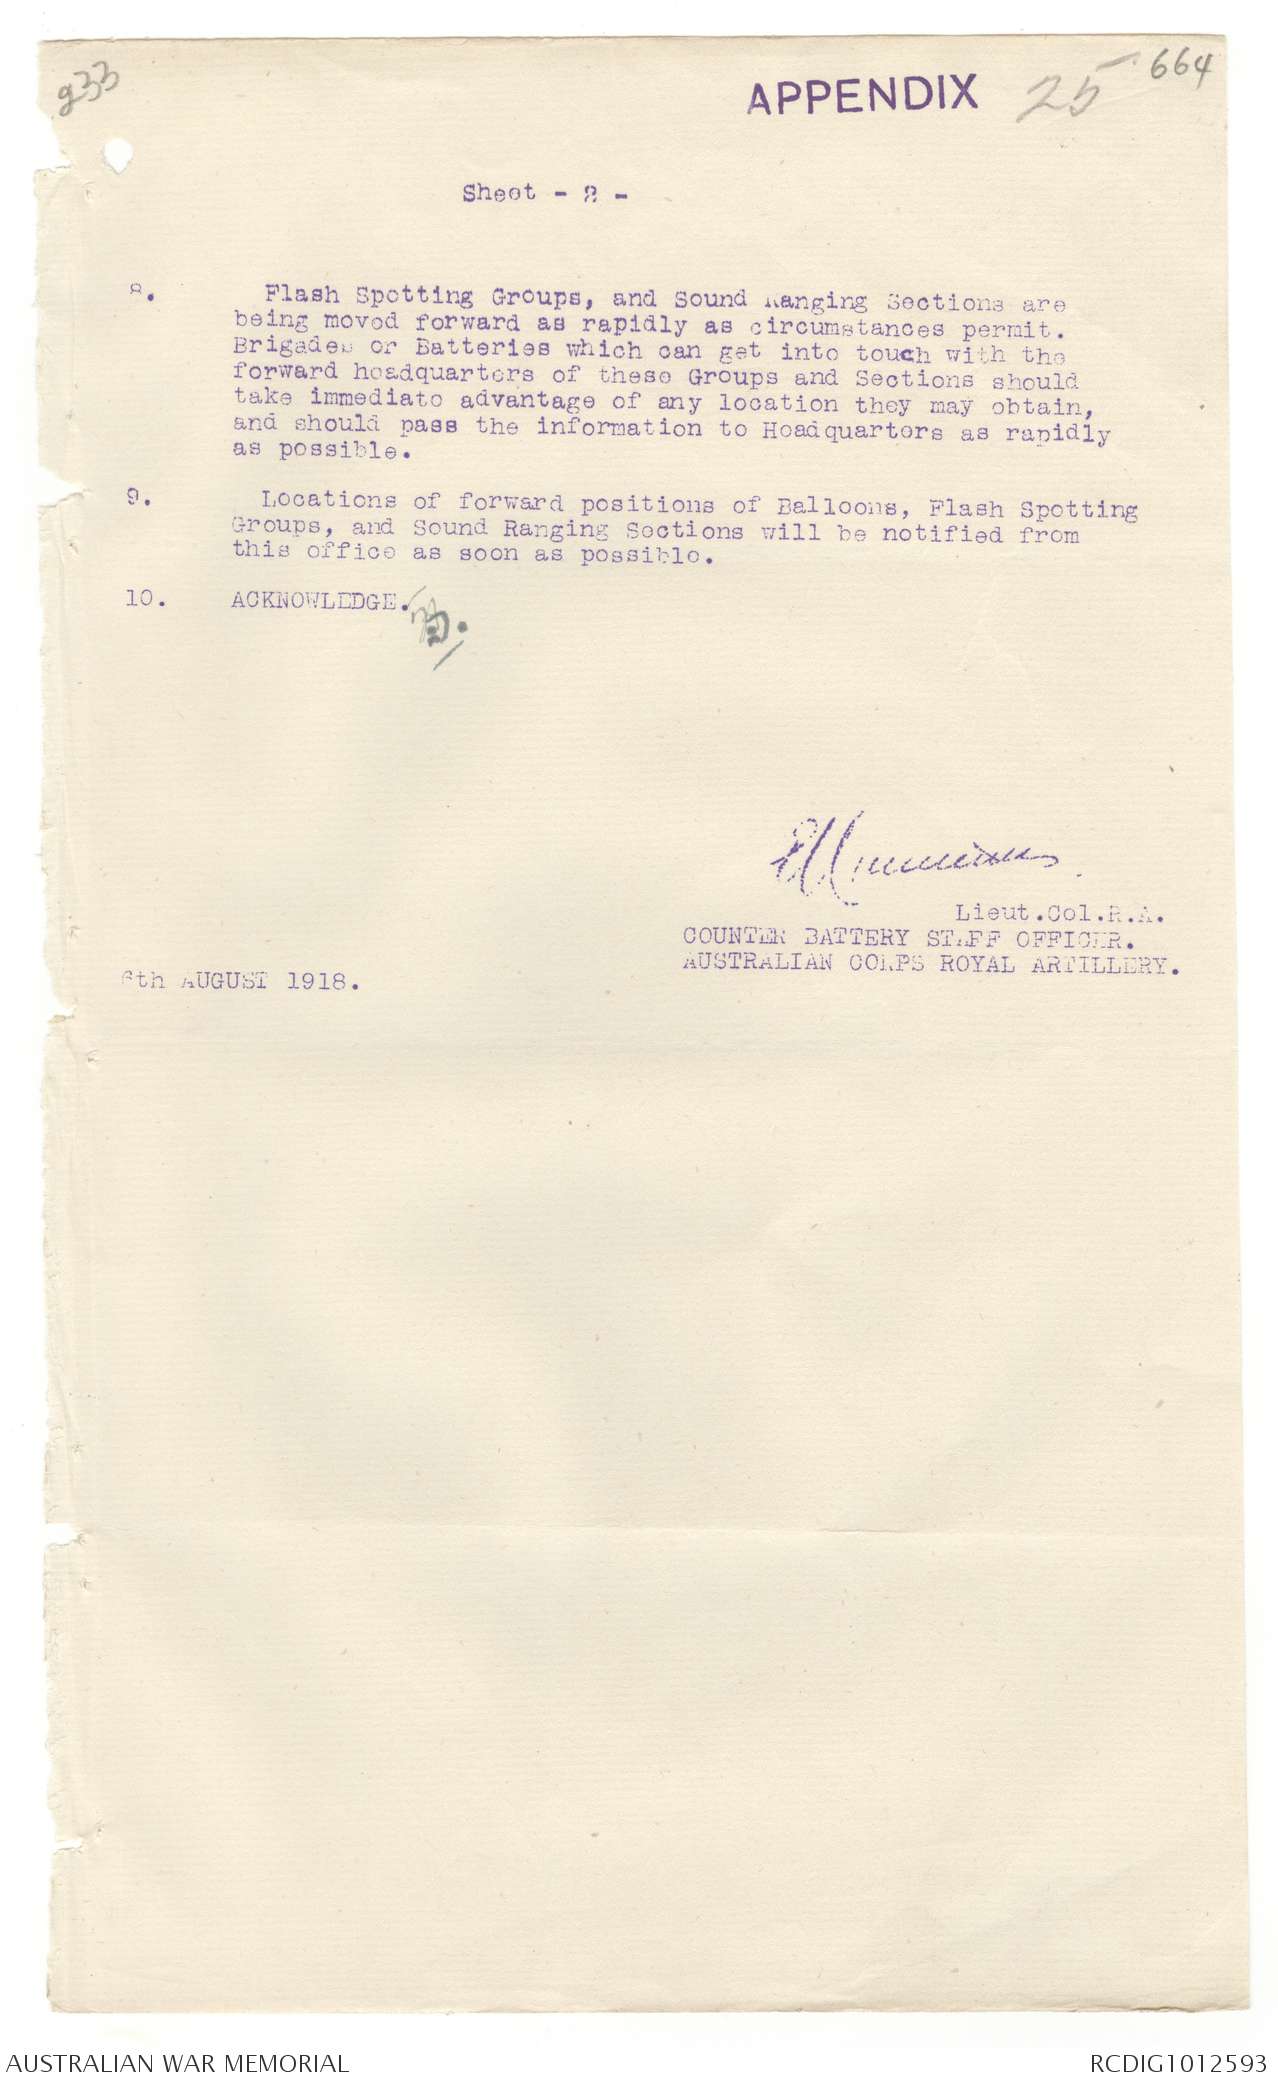 933
APPENDIX 25
664
Sheet - 2 -
8. Flash Spotting Groups, and Sound Ranging Sections are
being moved forward as rapidly as circumstances permit.
Brigades or Batteries which can get into touch with the
forward headquarters of these Groups and Sections should
take immediate advantage of any location they may obtain,
and should pass the information to Headquarters as rapidly
as possible.
9. Locations of forward positions of Balloons, Flash Spotting
Groups, and Sound Ranging Sections will be notified from
this office as soon as possible.
10. ACKNOWLEDGE.
Lieut.Col.R.A.
COUNTER BATTERY STAFF OFFICER.
AUSTRALIAN CORPS ROYAL ARTILLERY.
6th AUGUST 1918.
AUSTRALIAN WAR MEMORIAL
RCDIG1012593